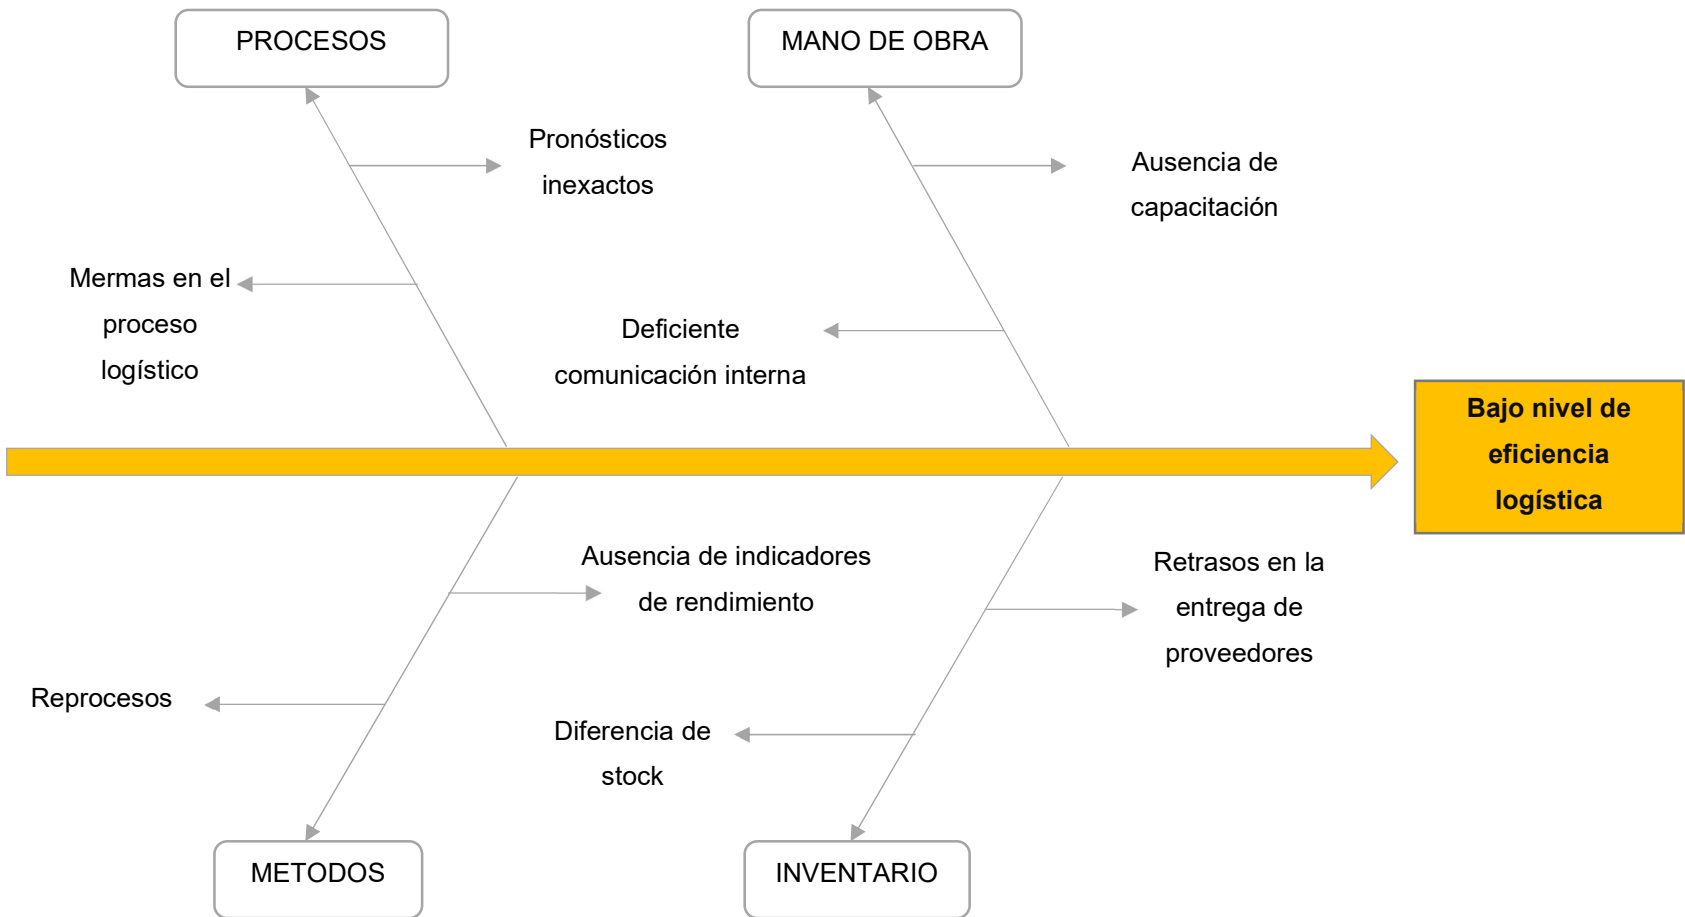 PROCESOS
MANO DE OBRA
Pronósticos
inexactos
Ausencia de
capacitación
Mermas en el
proceso
logístico
Deficiente
comunicación interna
Bajo nivel de
eficiencia
logística
Ausencia de indicadores
de rendimiento
Retrasos en la
entrega de
proveedores
Reprocesos
Diferencia de
stock
METODOS
INVENTARIO